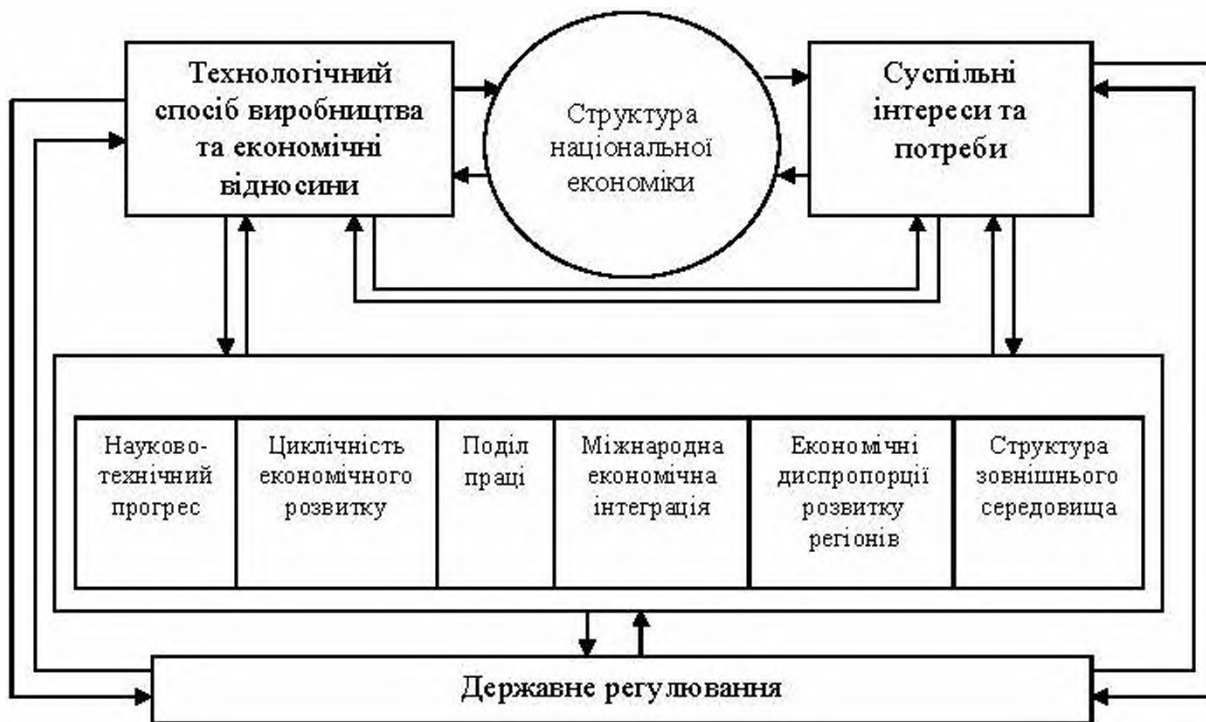 Технологічний
спосіб виробництва
та економічні
відносини
Структура
національної
економіки
Суспільні
інтереси та
потреби
Науково-
технічний
прогрес
Циклічність
економічного
розвитку
Поділ
праці
Міжнародна
економічна
інтеграція
Економічні
диспропорції
розвитку
регіонів
Структура
зовнішнього
середовища
Державне регулювання